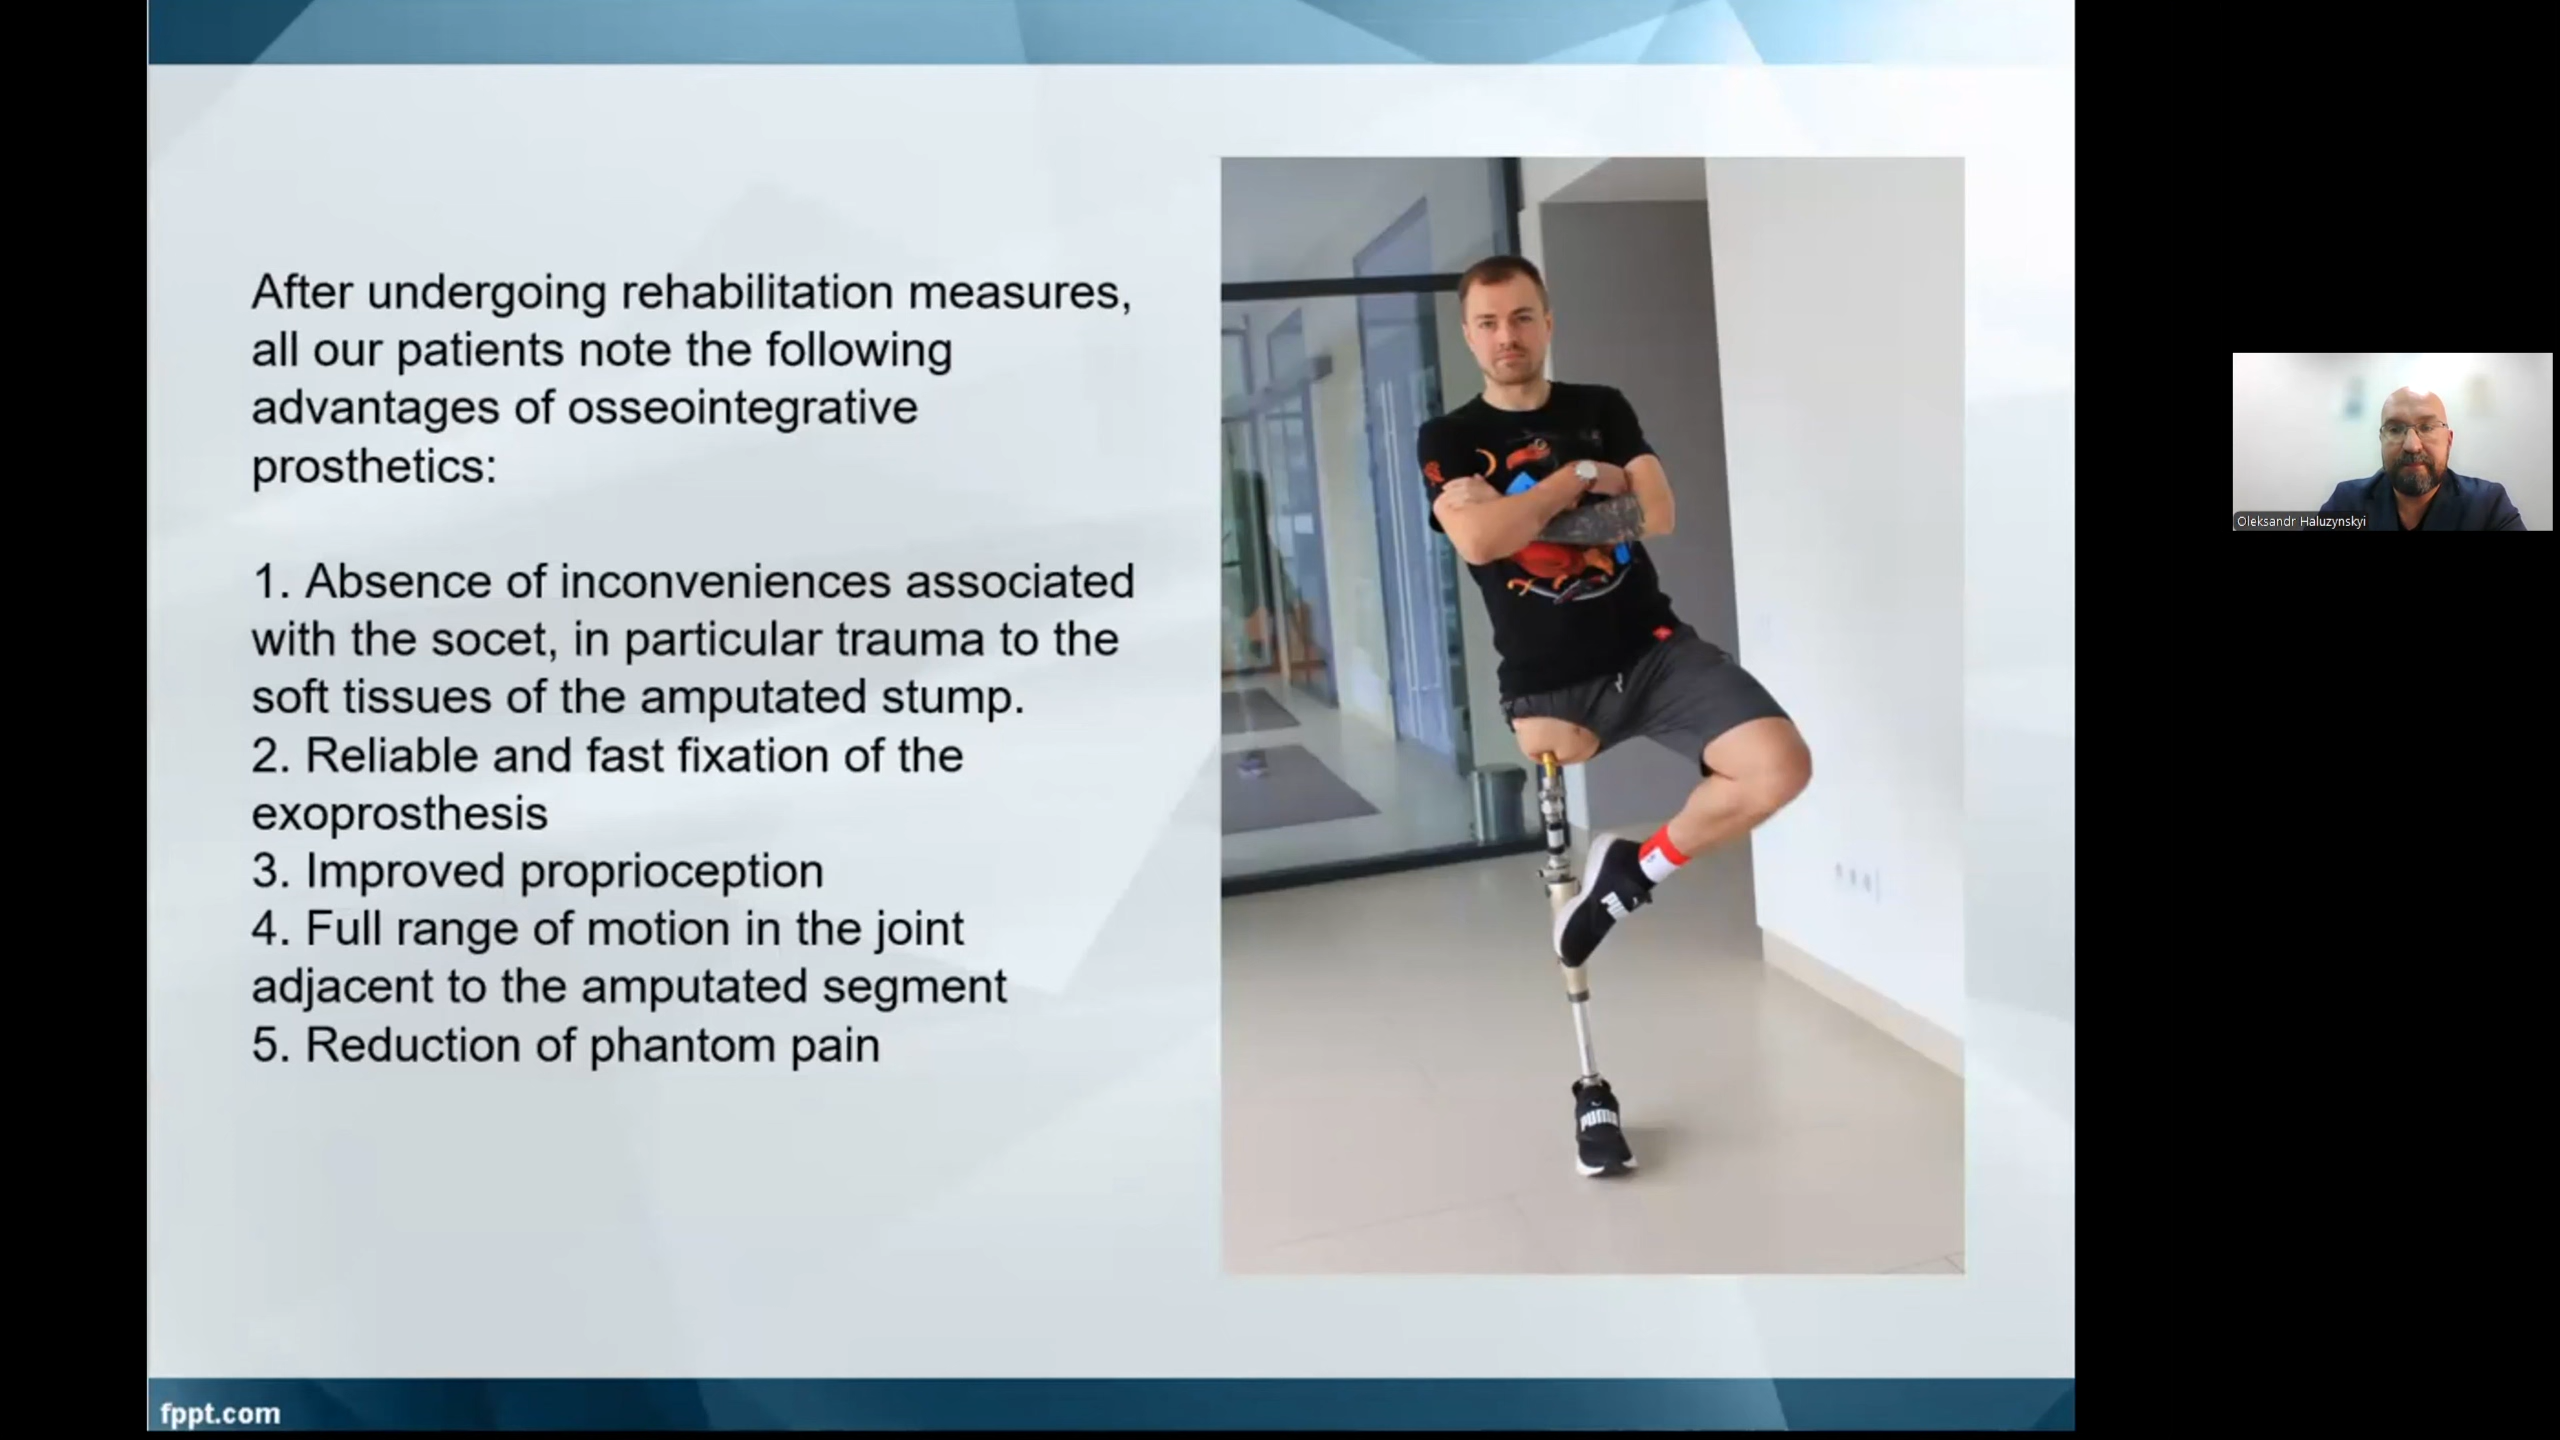 After undergoing rehabilitation measures,
all our patients note the following
advantages of osseointegrative
prosthetics:
1. Absence of inconveniences associated
with the socet, in particular trauma to the
soft tissues of the amputated stump.
2. Reliable and fast fixation of the
exoprosthesis
3. Improved proprioception
4. Full range of motion in the joint
adjacent to the amputated segment
5. Reduction of phantom pain
PUMA
fppt.com
Oleksandr Haluzynskyi